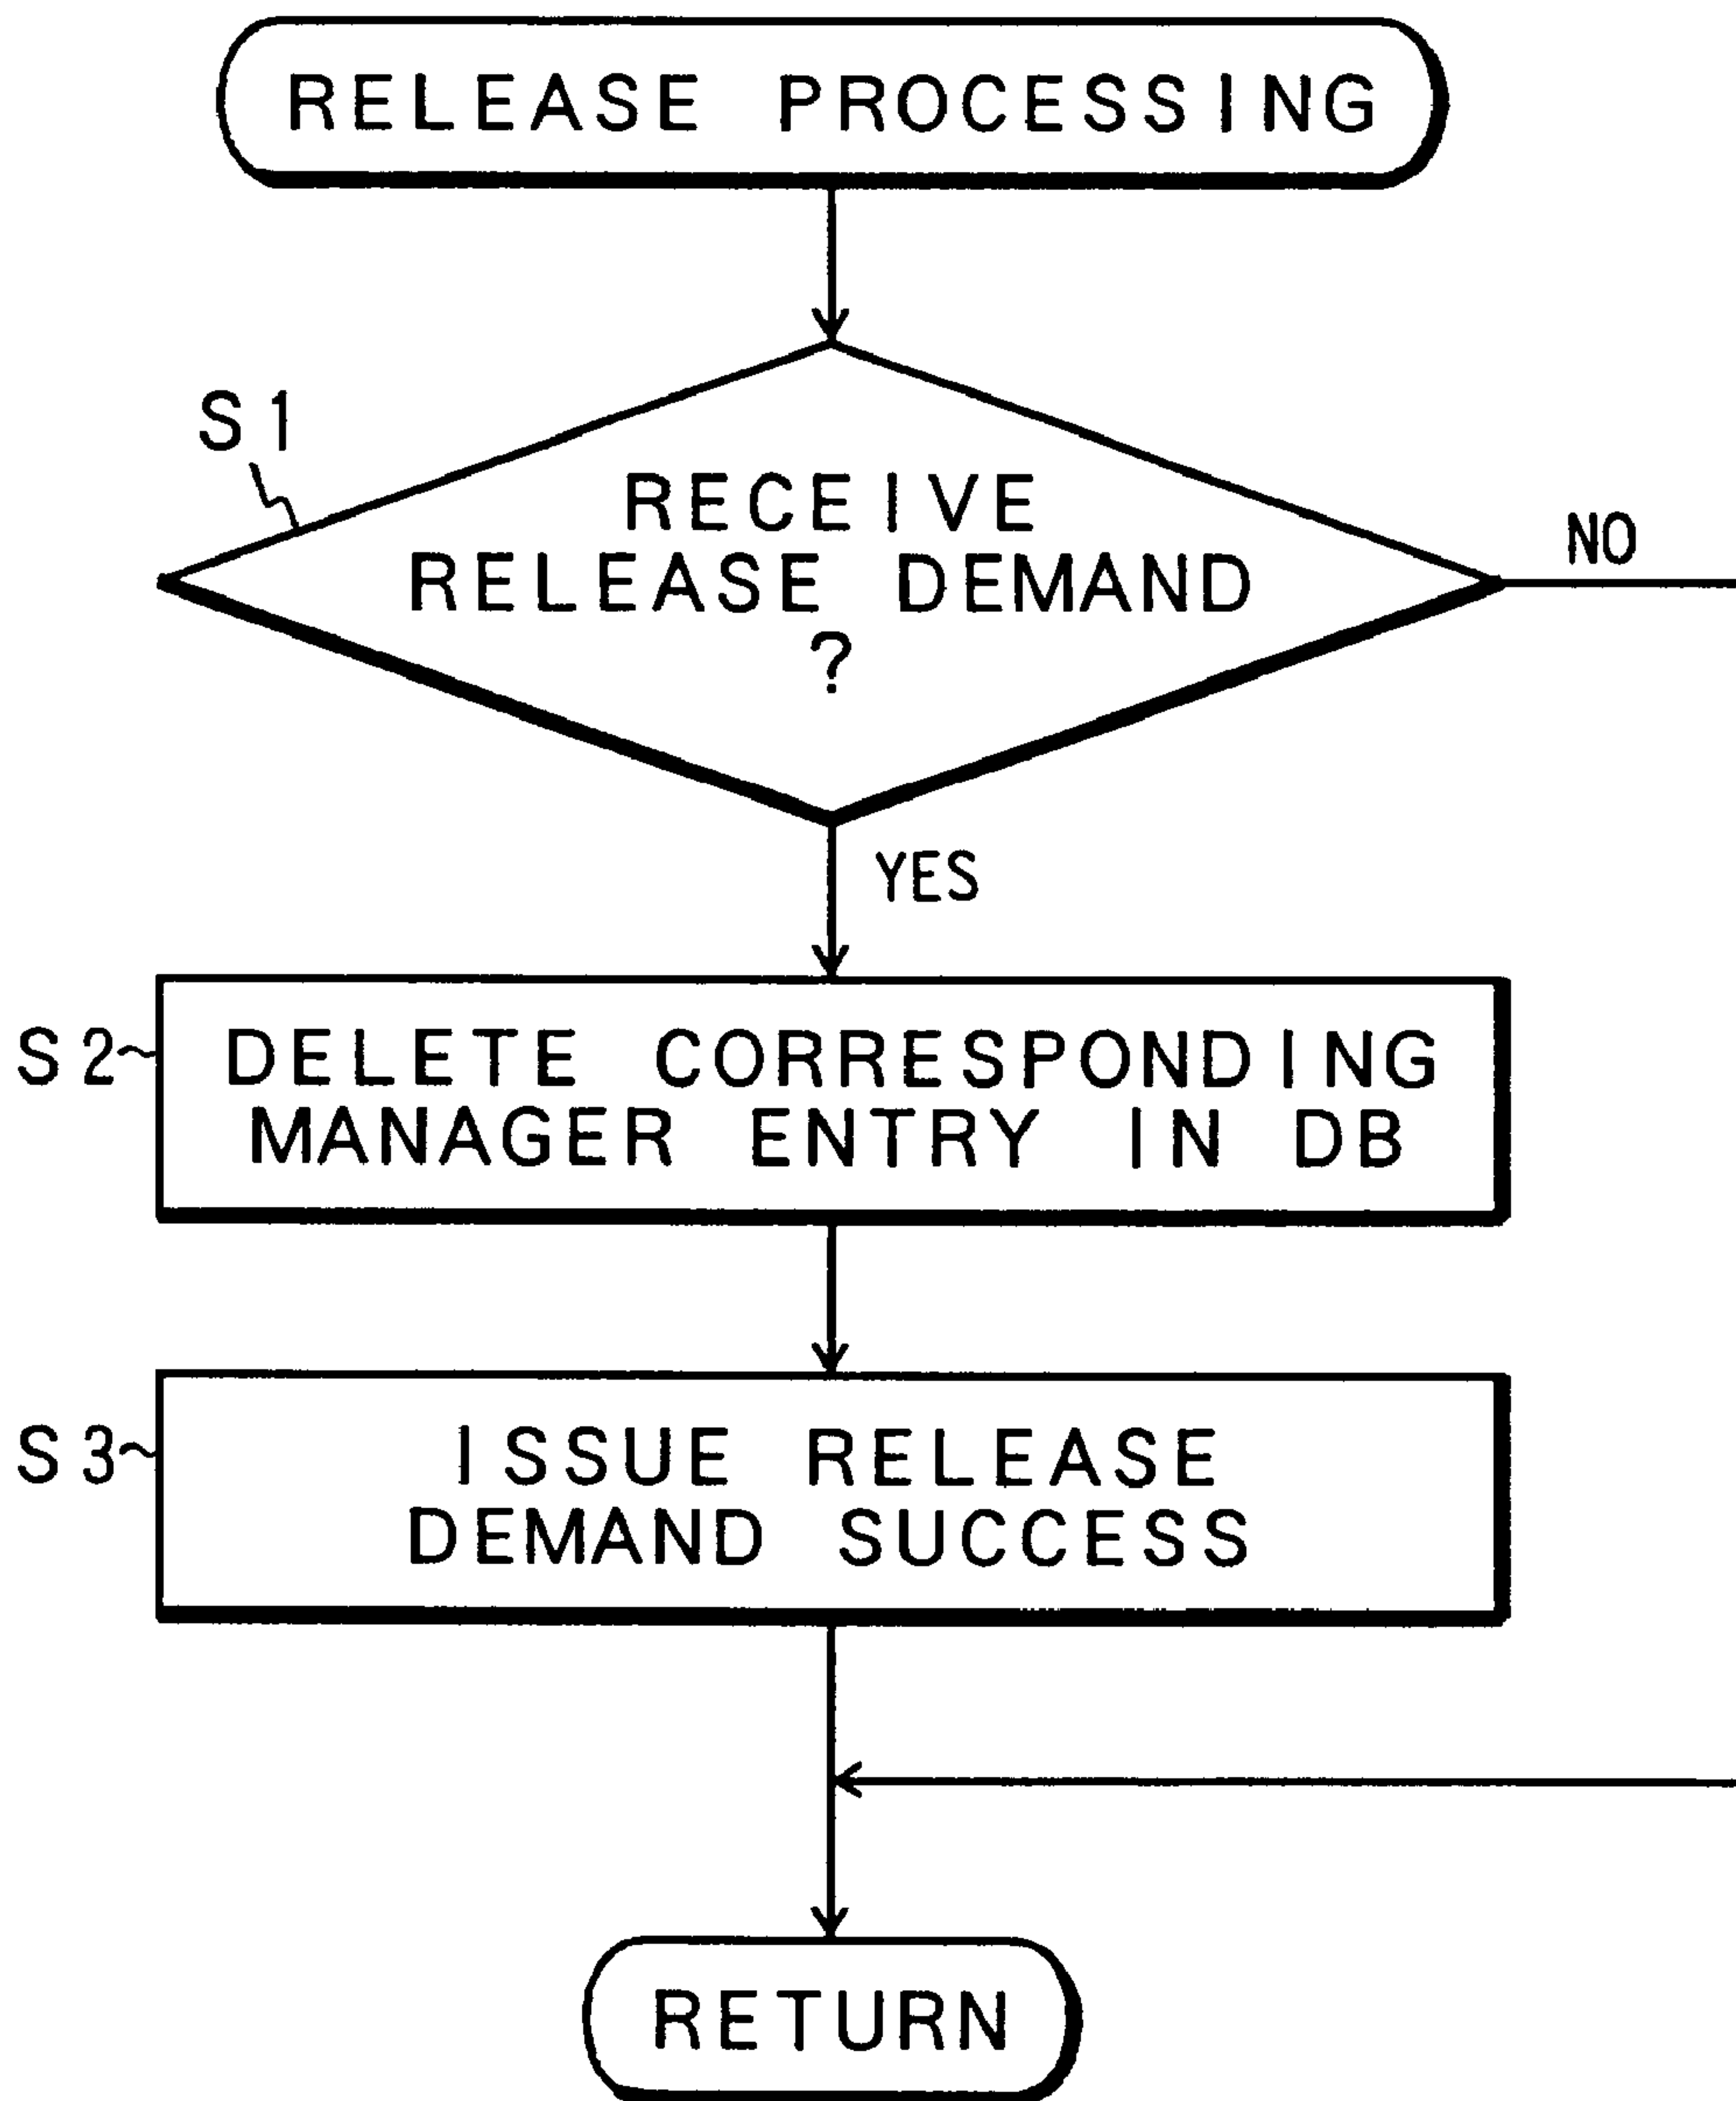 RELEASE PROCESSING
S1
RECEIVE
RELEASE DEMAND
?
NO
YES
S2
DELETE CORRESPONDING
MANAGER ENTRY IN DB
S3
ISSUE RELEASE
DEMAND SUCCESS
RETURN